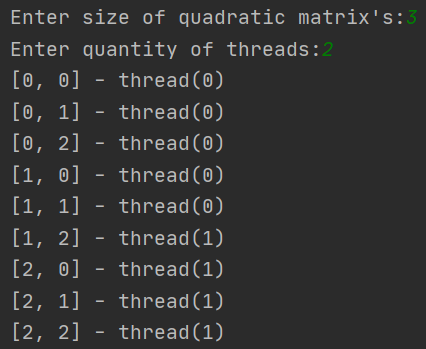 Enter size of quadratic matrix's:3
Enter quantity of threads:2
[0, 0] - thread(0)
[0, 1] - thread(0)
[0, 2] - thread(0)
[1, 0] - thread(0)
[1, 1] - thread(0)
[1, 2] - thread(1)
[2, 0] - thread(1)
[2, 1] - thread(1)
[2, 2] - thread(1)